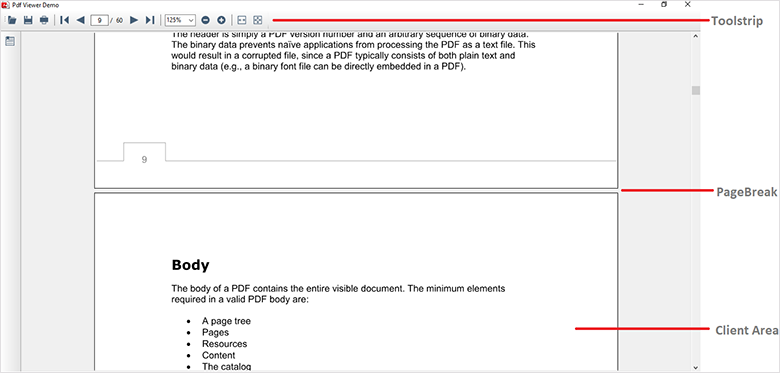 Pdf Viewer Demo
9 / 60 125%
Toolstrip
The header is simply a PDF version number and an arbitrary sequence of binary data.
The binary data prevents naïve applications from processing the PDF as a text file. This
would result in a corrupted file, since a PDF typically consists of both plain text and
binary data (e.g., a binary font file can be directly embedded in a PDF).
9
PageBreak
Body
The body of a PDF contains the entire visible document. The minimum elements
required in a valid PDF body are:
• A page tree
• Pages
• Resources
Client Area
• Content
• The catalog